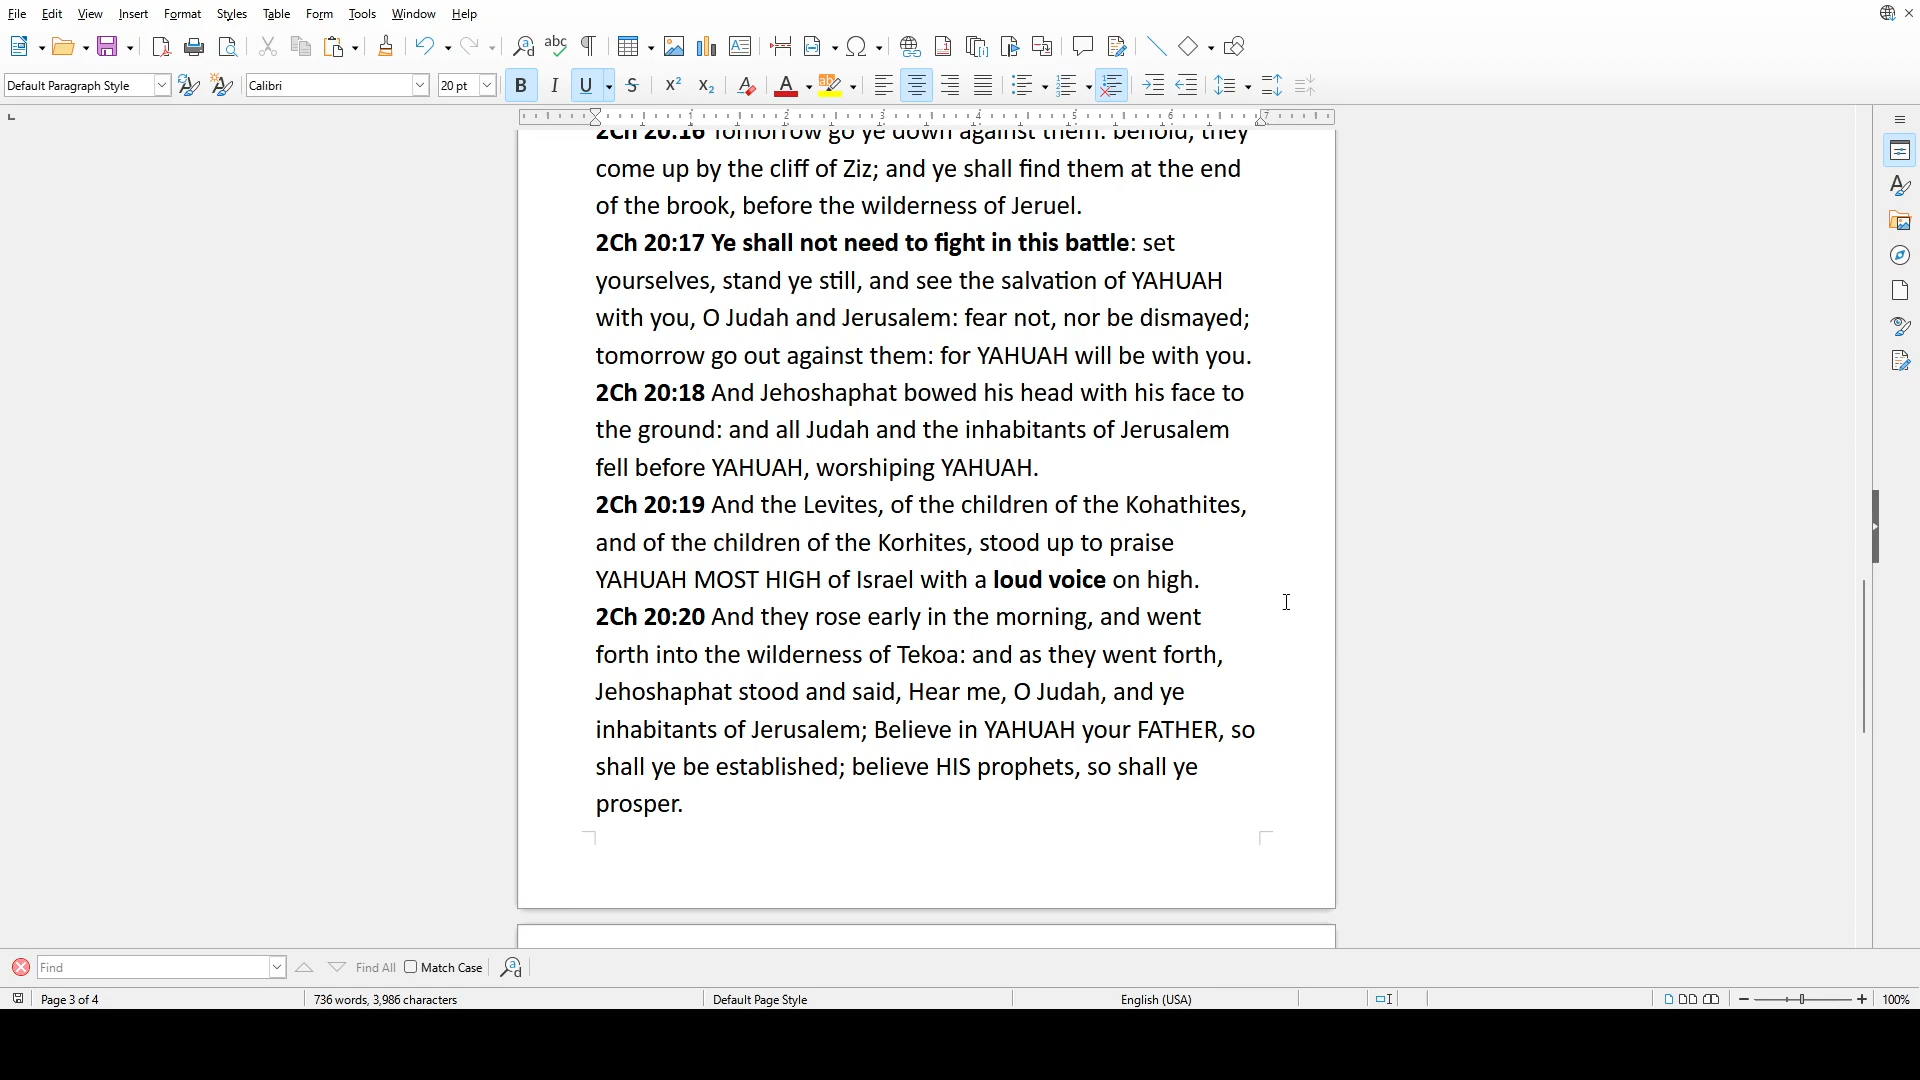 File Edit View Insert Format Styles Table Form Tools Window Help
Default Paragraph Style Calibri 20 pt
1 2 3 4 5 6 7
2Ch 20:16 Tomorrow go ye down against them: behold, they
come up by the cliff of Ziz; and ye shall find them at the end
of the brook, before the wilderness of Jeruel.
2Ch 20:17 Ye shall not need to fight in this battle: set
yourselves, stand ye still, and see the salvation of YAHUAH
with you, O Judah and Jerusalem: fear not, nor be dismayed;
tomorrow go out against them: for YAHUAH will be with you.
2Ch 20:18 And Jehoshaphat bowed his head with his face to
the ground: and all Judah and the inhabitants of Jerusalem
fell before YAHUAH, worshiping YAHUAH.
2Ch 20:19 And the Levites, of the children of the Kohathites,
and of the children of the Korhites, stood up to praise
YAHUAH MOST HIGH of Israel with a loud voice on high.
2Ch 20:20 And they rose early in the morning, and went
forth into the wilderness of Tekoa: and as they went forth,
Jehoshaphat stood and said, Hear me, O Judah, and ye
inhabitants of Jerusalem; Believe in YAHUAH your FATHER, so
shall ye be established; believe HIS prophets, so shall ye
prosper.
Find Find All Match Case
Page 3 of 4 736 words, 3,986 characters Default Page Style English (USA) 100%